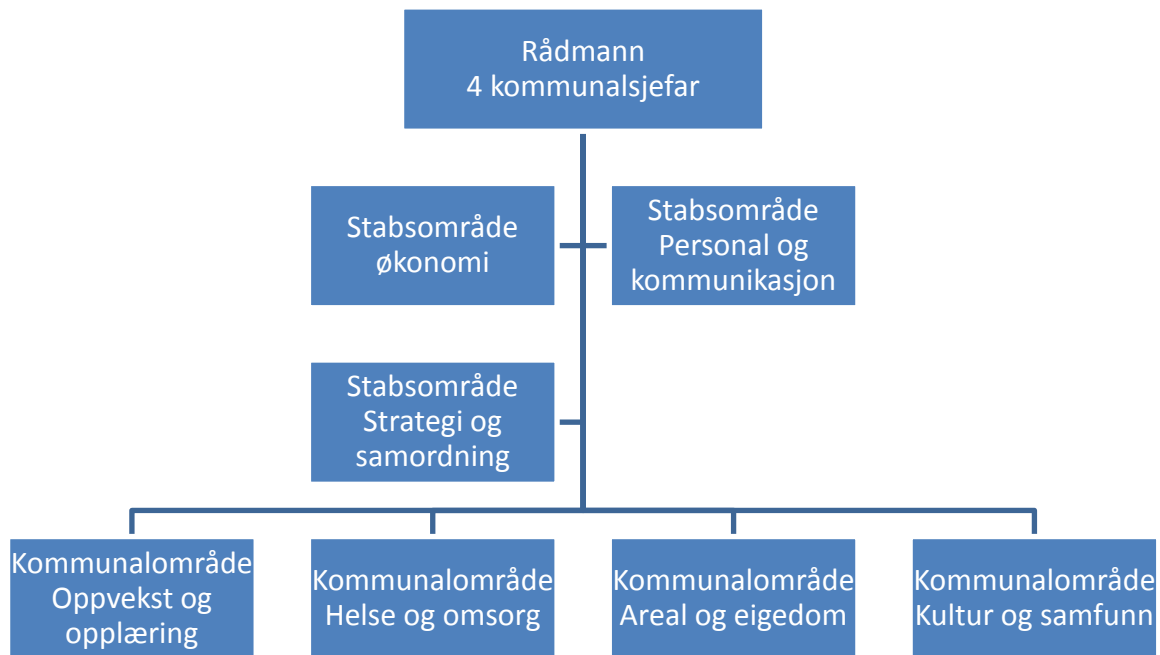 Rådmann
4 kommunalsjefar
Stabsområde
økonomi
Stabsområde
Personal og
kommunikasjon
Stabsområde
Strategi og
samordning
Kommunalområde
Oppvekst og
opplæring
Kommunalområde
Helse og omsorg
Kommunalområde
Areal og eigedom
Kommunalområde
Kultur og samfunn